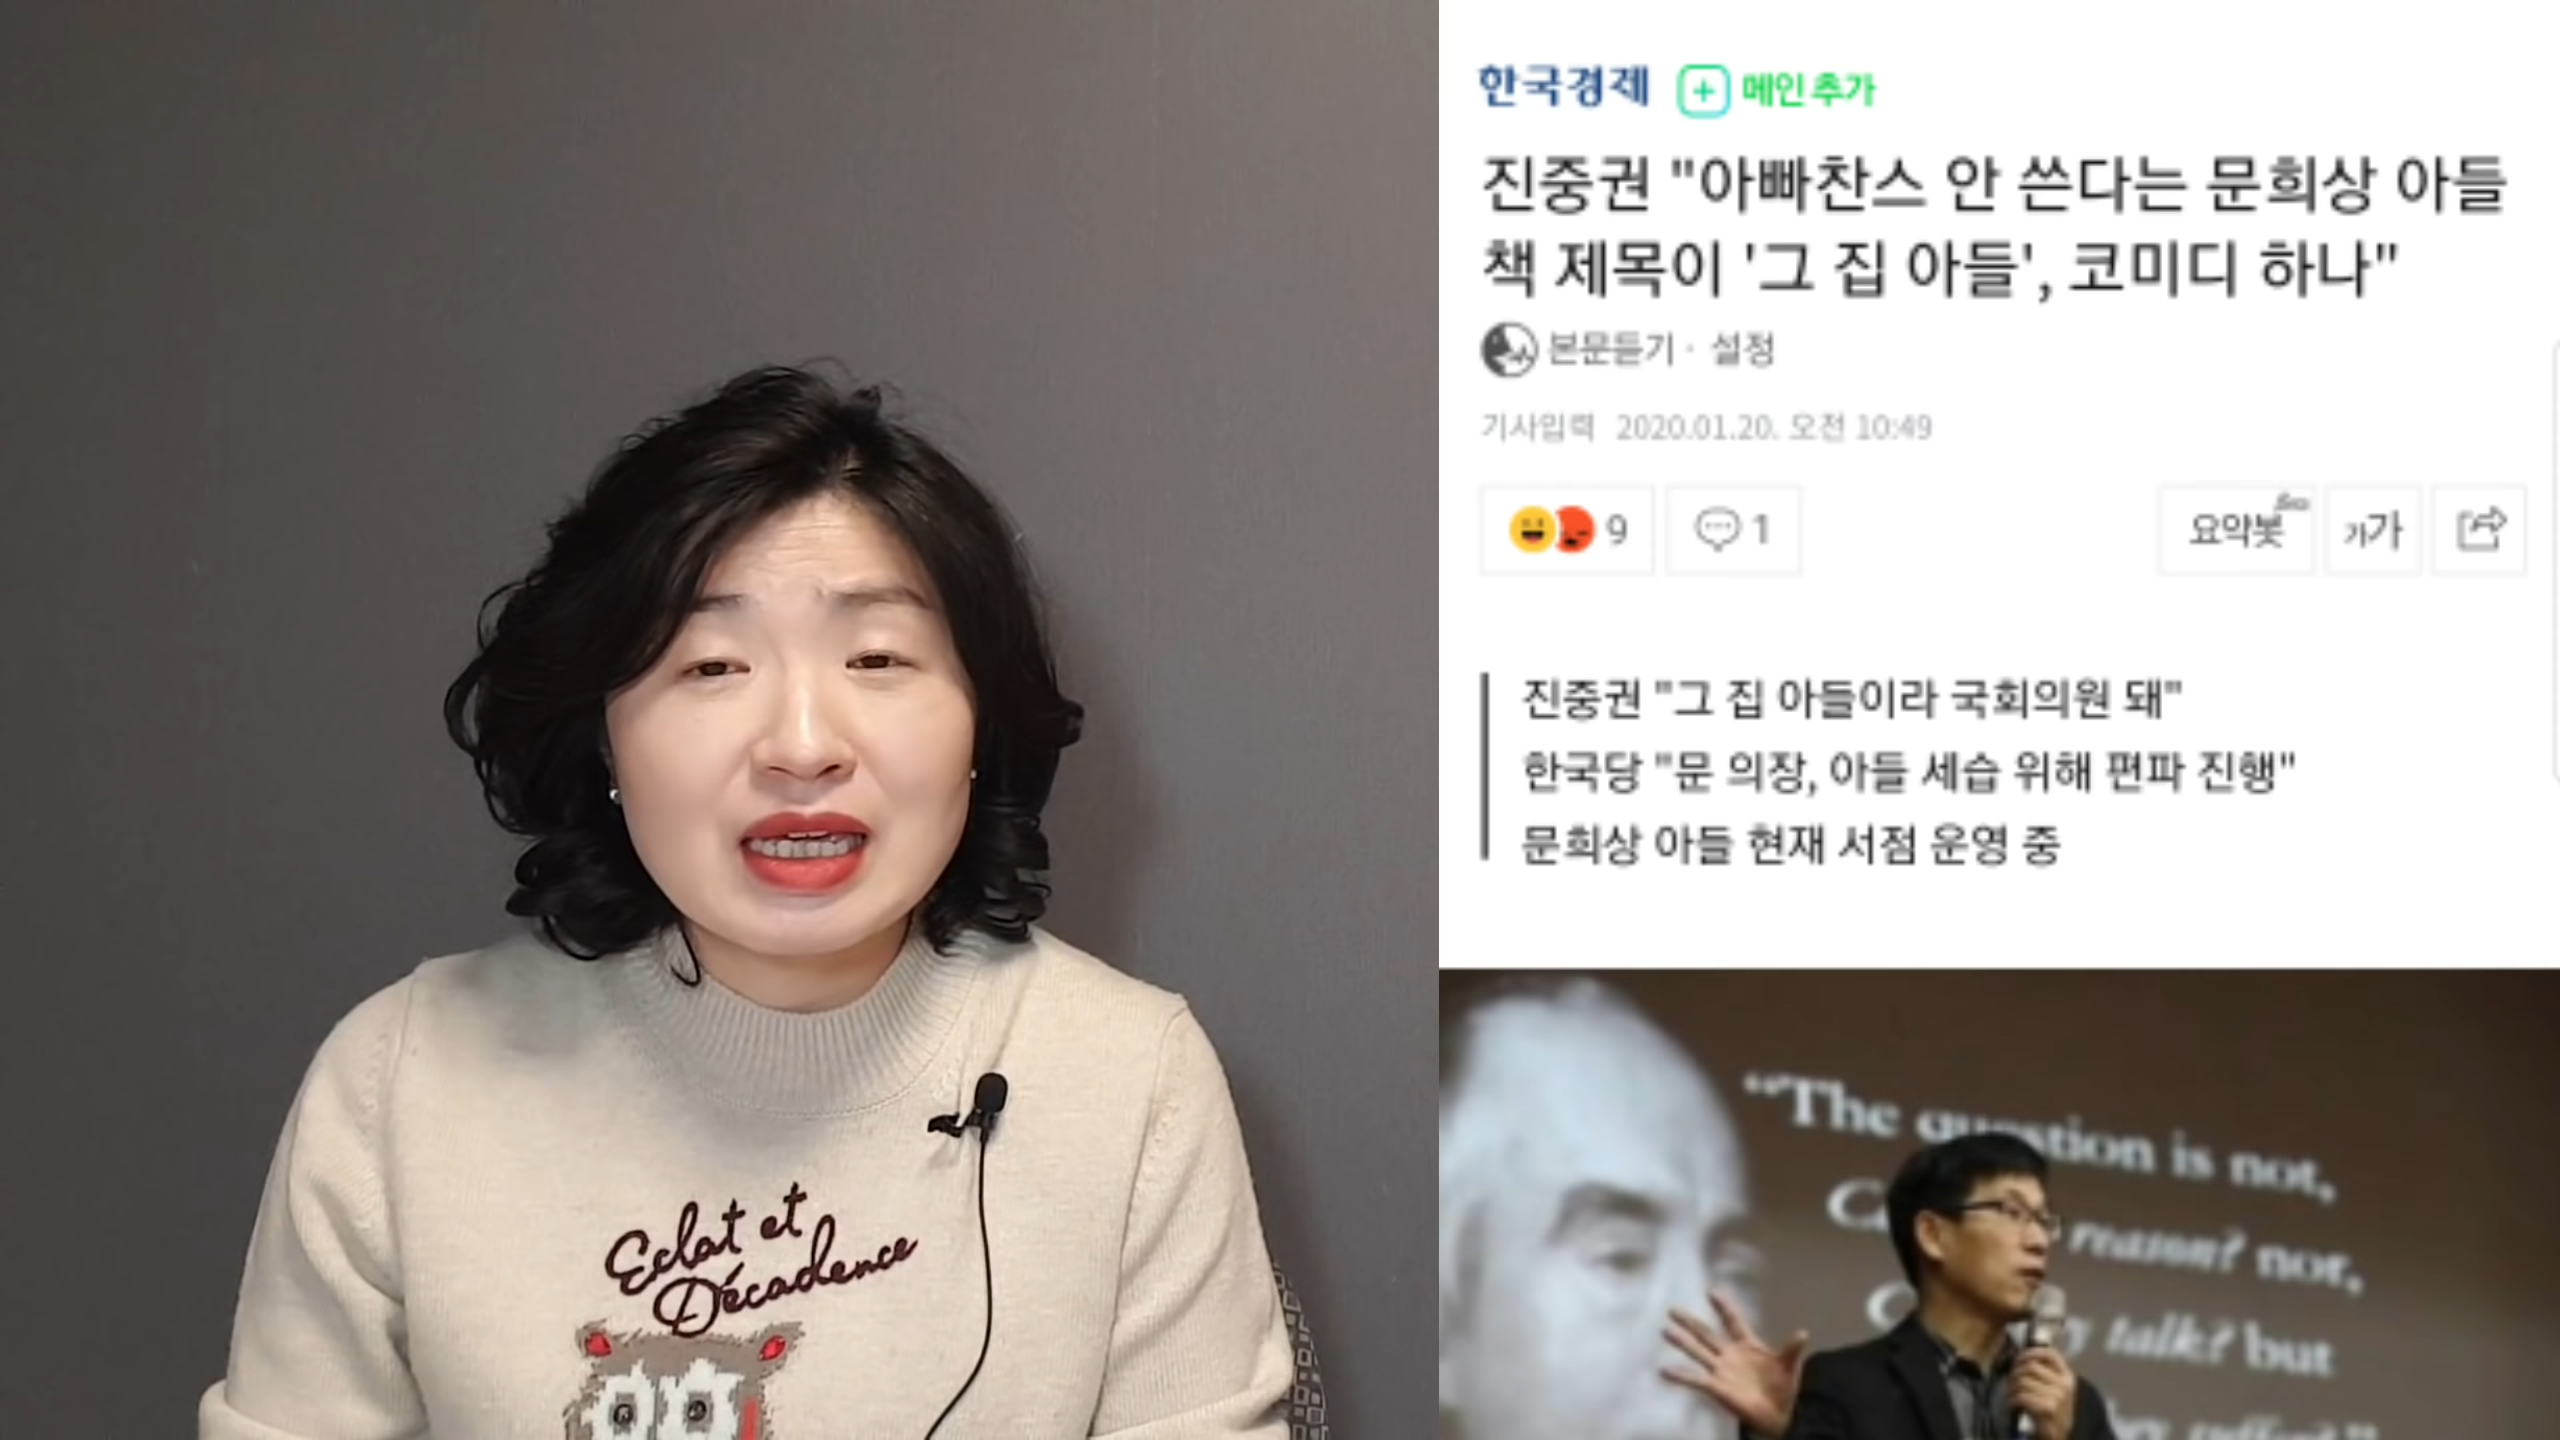 Eclat et
Décadence
한국경제 메인 추가
진중권 "아빠찬스 안 쓴다는 문희상 아들
책 제목이 '그 집 아들', 코미디 하나"
본문듣기 · 설정
기사입력 2020.01.20. 오전 10:49
9 1 요약봇 가가
진중권 "그 집 아들이라 국회의원 돼"
한국당 "문 의장, 아들 세습 위해 편파 진행"
문희상 아들 현재 서점 운영 중
“The question is not,
reason? nor,
talk? but